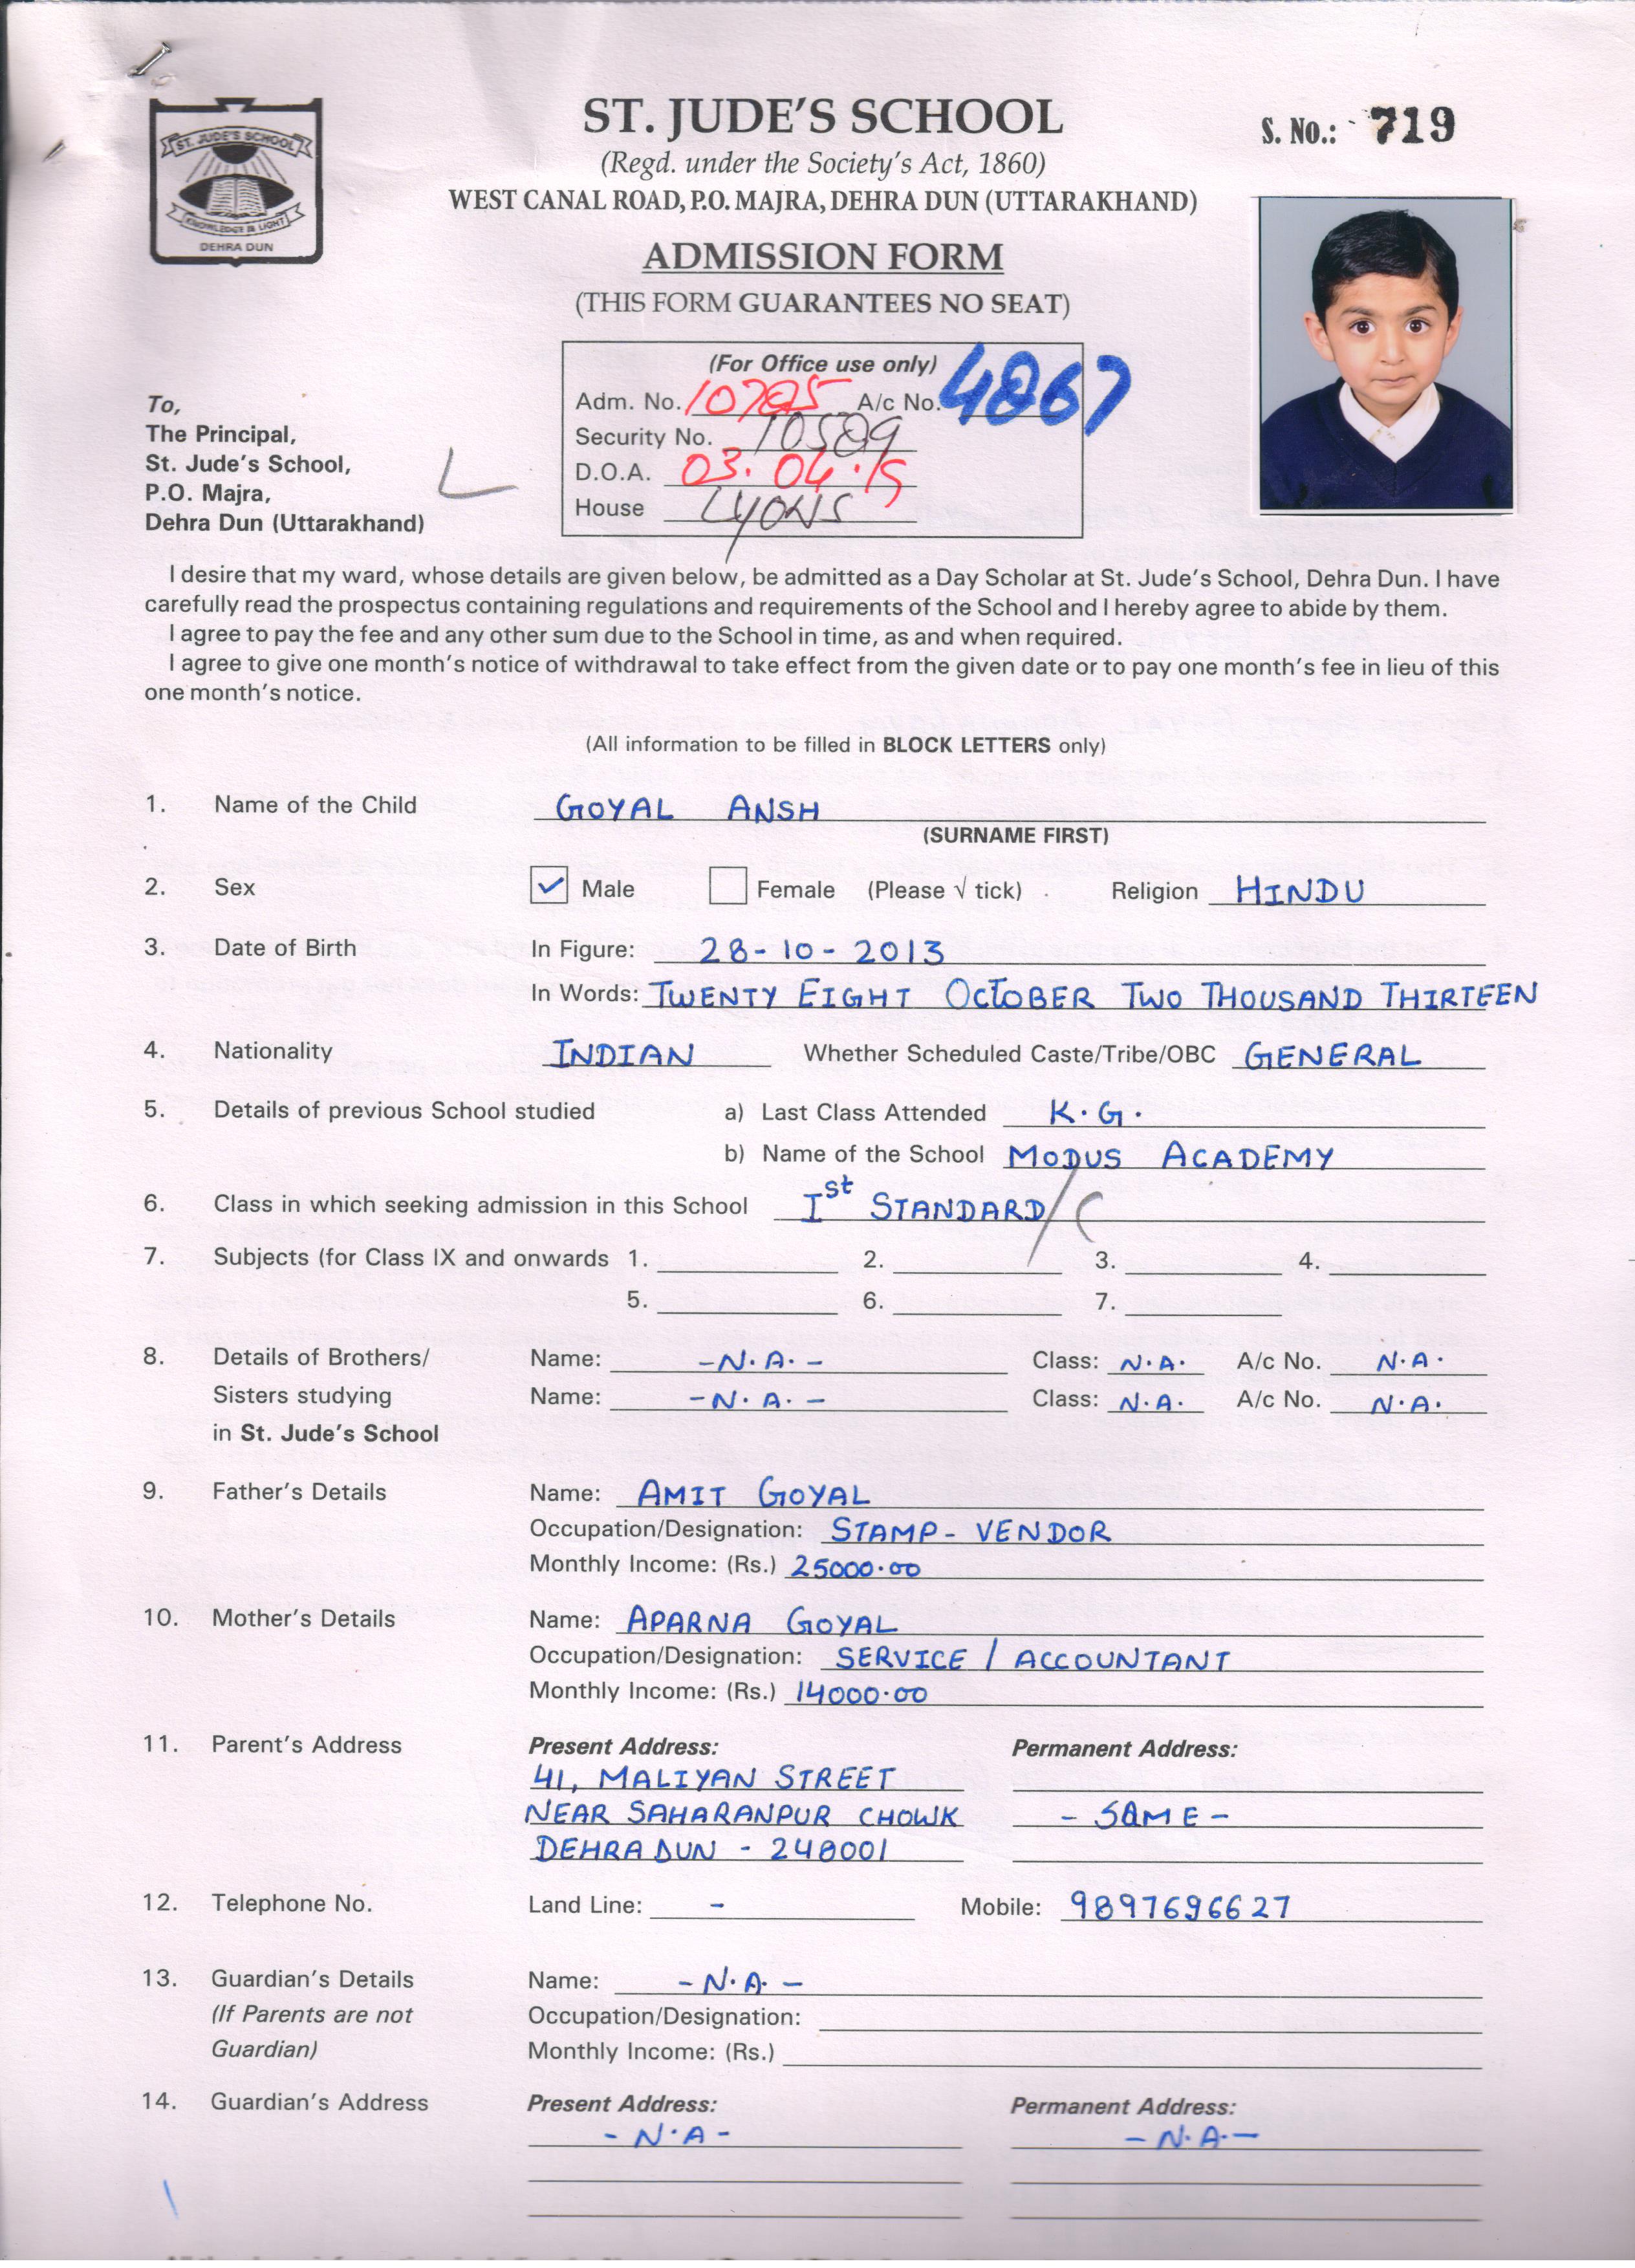 ST. JUDE'S SCHOOL
KNOWLEDGE IS LIGHT
DEHRA DUN
ST. JUDE'S SCHOOL
S. No.: 719
(Regd. under the Society's Act, 1860)
WEST CANAL ROAD, P.O. MAJRA, DEHRA DUN (UTTARAKHAND)
ADMISSION FORM
(THIS FORM GUARANTEES NO SEAT)
(For Office use only)
Adm. No. A/c No. 4867
Security No. 10589
D.O.A. 03.04.19
House LYONS
To,
The Principal,
St. Jude's School,
P.O. Majra,
Dehra Dun (Uttarakhand)
L
I desire that my ward, whose details are given below, be admitted as a Day Scholar at St. Jude's School, Dehra Dun. I have
carefully read the prospectus containing regulations and requirements of the School and I hereby agree to abide by them.
I agree to pay the fee and any other sum due to the School in time, as and when required.
I agree to give one month's notice of withdrawal to take effect from the given date or to pay one month's fee in lieu of this
one month's notice.
(All information to be filled in BLOCK LETTERS only)
1. Name of the Child GOYAL ANSH
(SURNAME FIRST)
2. Sex ✓ Male Female (Please √ tick) Religion HINDU
3. Date of Birth In Figure: 28-10-2013
In Words: TWENTY EIGHT OCTOBER TWO THOUSAND THIRTEEN
4. Nationality INDIAN Whether Scheduled Caste/Tribe/OBC GENERAL
5. Details of previous School studied a) Last Class Attended K.G.
b) Name of the School MODUS ACADEMY
6. Class in which seeking admission in this School Ist STANDARD / C
7. Subjects (for Class IX and onwards 1. 2. 3. 4.
5. 6. 7.
8. Details of Brothers/ Name: -N.A.- Class: N.A. A/c No. N.A.
Sisters studying Name: -N.A.- Class: N.A. A/c No. N.A.
in St. Jude's School
9. Father's Details Name: AMIT GOYAL
Occupation/Designation: STAMP-VENDOR
Monthly Income: (Rs.) 25000.00
10. Mother's Details Name: APARNA GOYAL
Occupation/Designation: SERVICE / ACCOUNTANT
Monthly Income: (Rs.) 14000.00
11. Parent's Address Present Address: Permanent Address:
41, MALIYAN STREET
NEAR SAHARANPUR CHOWK -SAME-
DEHRADUN - 248001
12. Telephone No. Land Line: - Mobile: 9897696627
13. Guardian's Details Name: -N.A.-
(If Parents are not Occupation/Designation:
Guardian) Monthly Income: (Rs.)
14. Guardian's Address Present Address: Permanent Address:
-N.A- -N.A.-